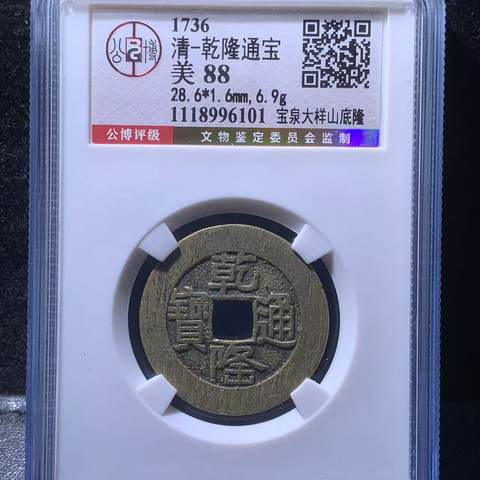 公博
1736
清-乾隆通宝
美 88
28.6*1.6mm,6.9g
1118996101 宝泉大样山底隆
公博评级
文物鉴定委员会监制
乾隆通寶